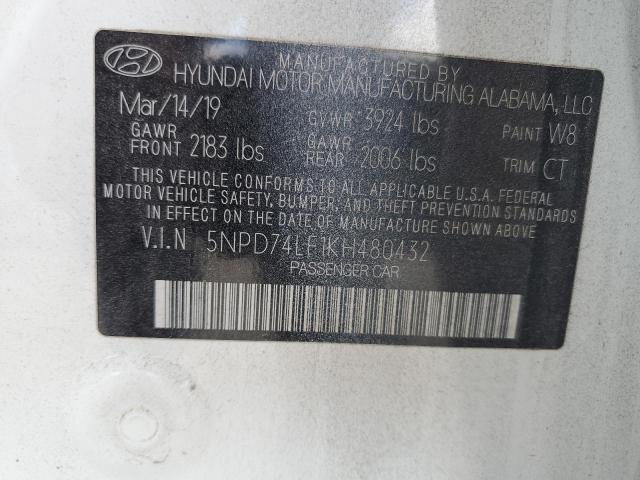 MANUFACTURED BY
HYUNDAI MOTOR MANUFACTURING ALABAMA, LLC
Mar/14/19 GVWR 3924 lbs PAINT W8
GAWR FRONT 2183 lbs GAWR REAR 2006 lbs TRIM CT
THIS VEHICLE CONFORMS TO ALL APPLICABLE U.S.A. FEDERAL
MOTOR VEHICLE SAFETY, BUMPER, AND THEFT PREVENTION STANDARDS
IN EFFECT ON THE DATE OF MANUFACTURE SHOWN ABOVE
V.I.N 5NPD74LF1KH480432
PASSENGER CAR